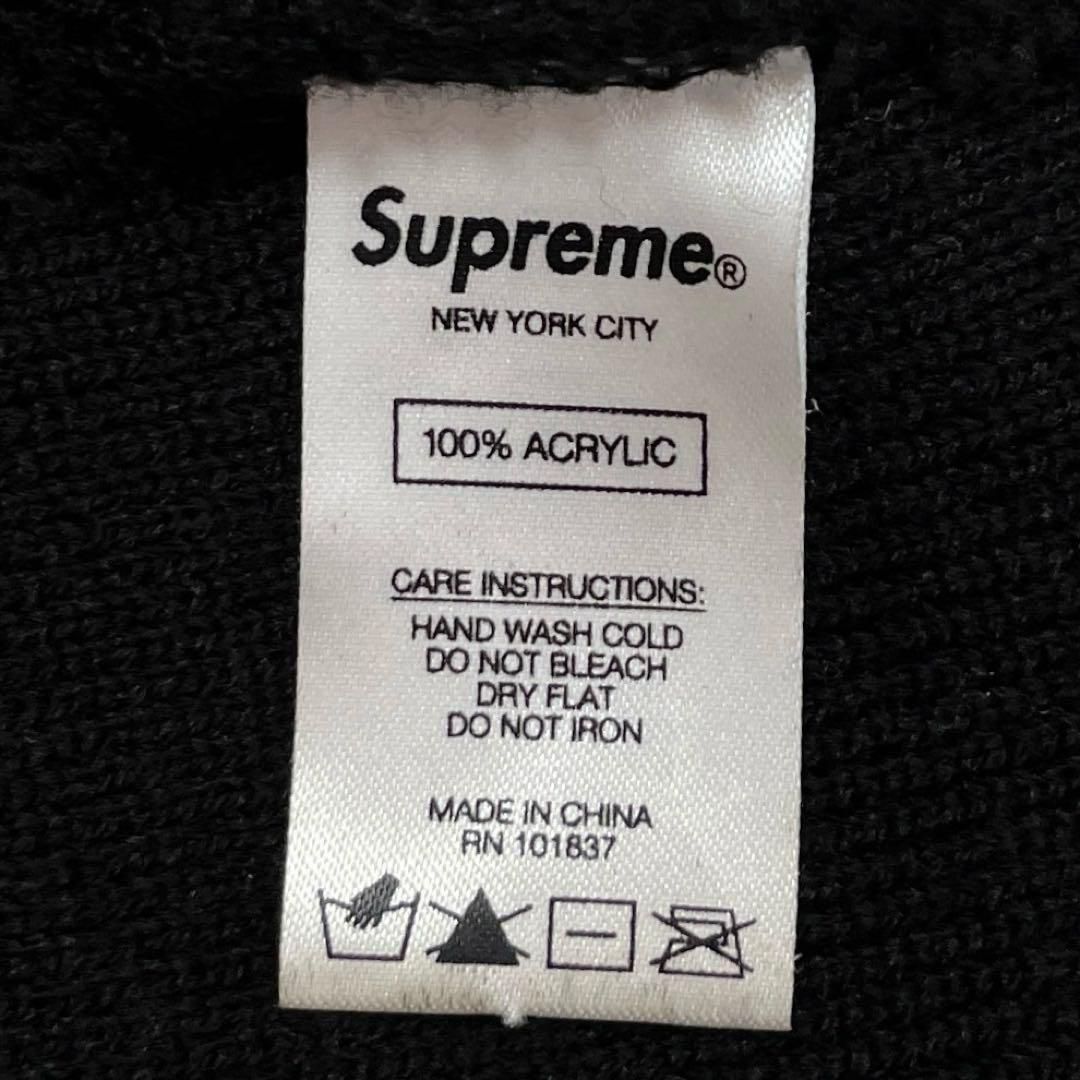 Supreme®
NEW YORK CITY
100% ACRYLIC
CARE INSTRUCTIONS:
HAND WASH COLD
DO NOT BLEACH
DRY FLAT
DO NOT IRON
MADE IN CHINA
RN 101837